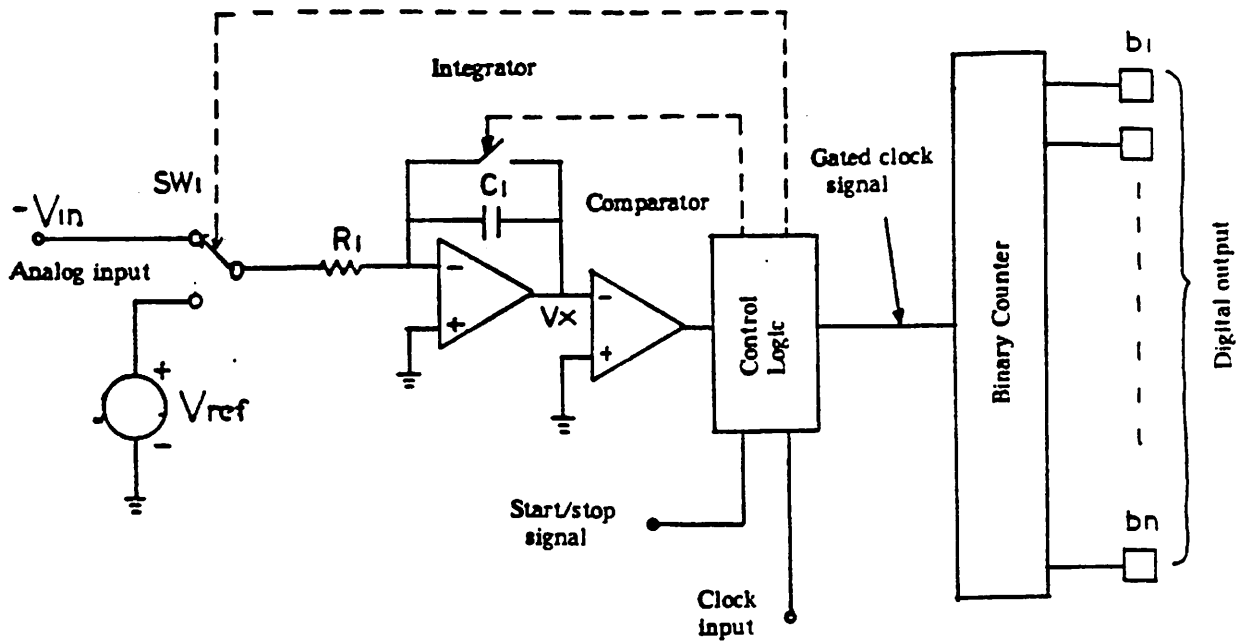 Integrator
b1
SW1
C1
Gated clock
signal
-Vin
Comparator
R1
Analog input
-
-
+
Vx
+
Control
Logic
Binary Counter
Digital output
+
Vref
-
Start/stop
signal
bn
Clock
input